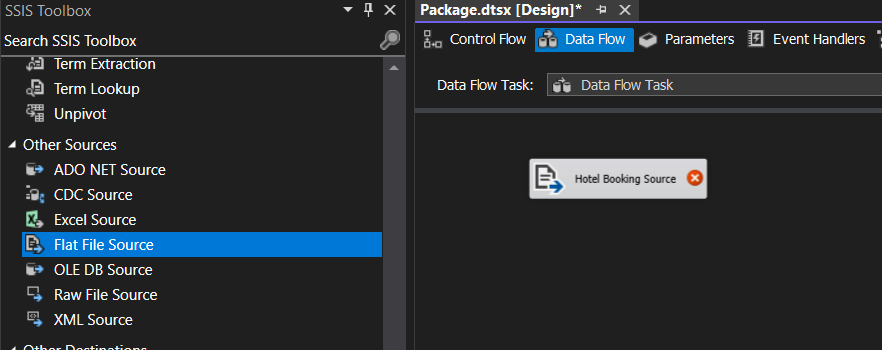 SSIS Toolbox
Search SSIS Toolbox
Term Extraction
Term Lookup
Unpivot
Other Sources
ADO NET Source
CDC Source
Excel Source
Flat File Source
OLE DB Source
Raw File Source
XML Source
Other Destinations
Package.dtsx [Design]*
Control Flow
Data Flow
Parameters
Event Handlers
Data Flow Task:
Data Flow Task
Hotel Booking Source